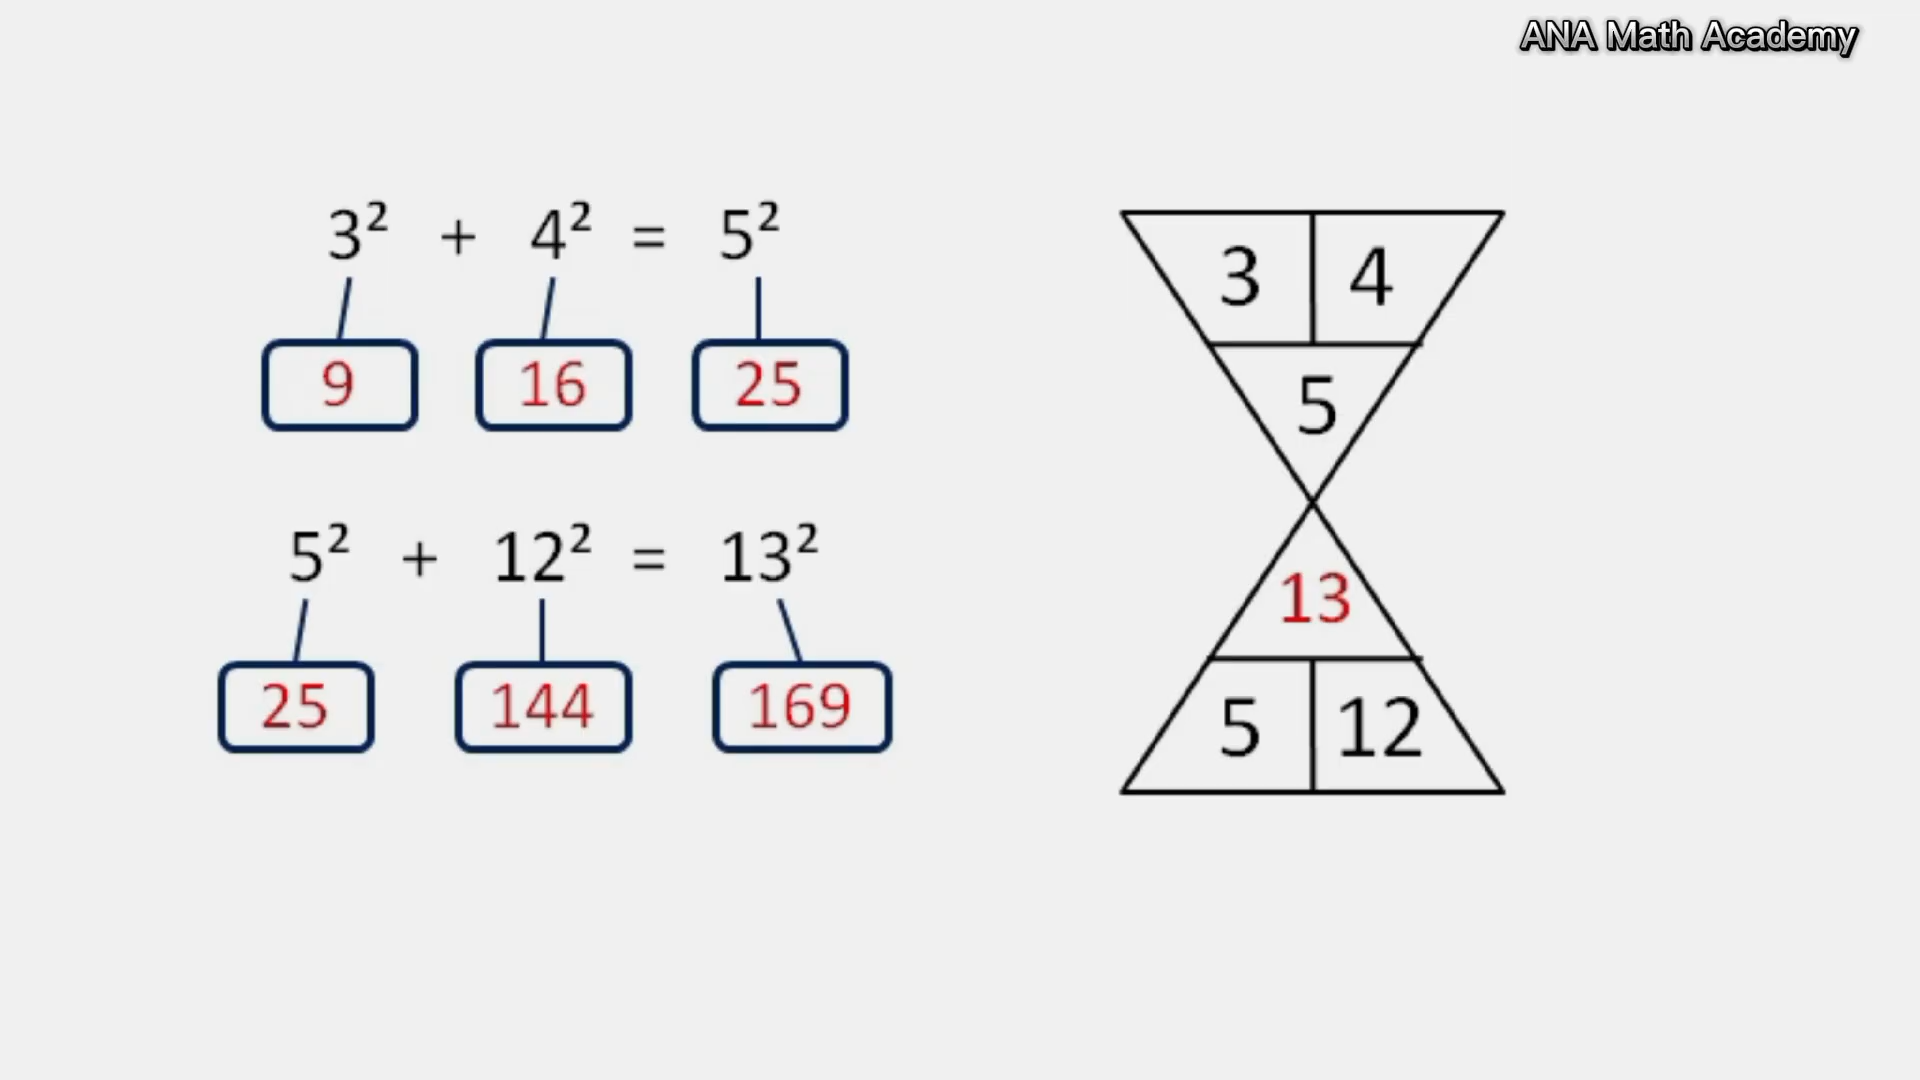 ANA Math Academy
3² + 4² = 5²
9 16 25
5² + 12² = 13²
25 144 169
3 4
5
13
5 12